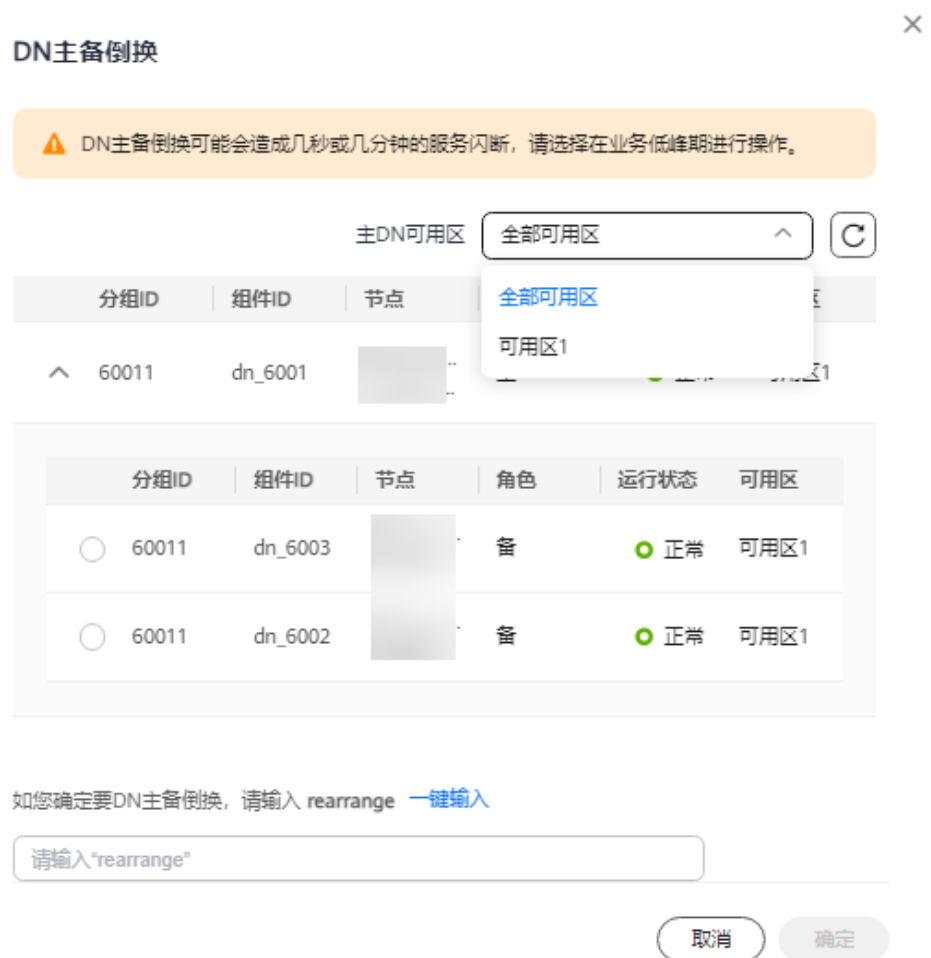 DN主备倒换
DN主备倒换可能会造成几秒或几分钟的服务闪断，请选择在业务低峰期进行操作。
主DN可用区 全部可用区
全部可用区
可用区1
分组ID 组件ID 节点
60011 dn_6001
分组ID 组件ID 节点 角色 运行状态 可用区
60011 dn_6003 备 正常 可用区1
60011 dn_6002 备 正常 可用区1
如您确定要DN主备倒换，请输入 rearrange 一键输入
请输入“rearrange”
取消 确定